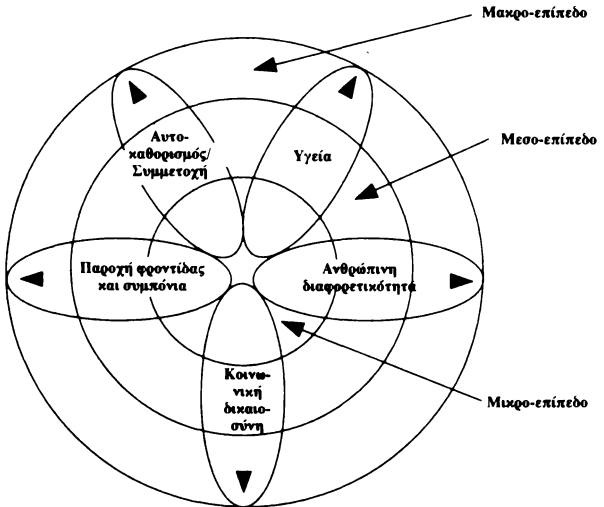 Μακρο-επίπεδο
Αυτο-
καθορισμός/
Συμμετοχή
Υγεία
Μεσο-επίπεδο
Παροχή φροντίδας
και συμπόνια
Ανθρώπινη
διαφορετικότητα
Κοινω-
νική
δικαιο-
σύνη
Μικρο-επίπεδο